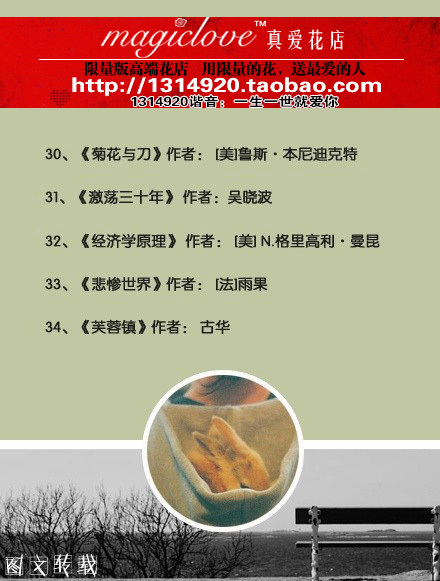 magiclove™ 真爱花店
限量版高端花店 用限量的花，送最爱的人
http://1314920.taobao.com
1314920谐音：一生一世就爱你
30、《菊花与刀》作者： [美]鲁斯·本尼迪克特
31、《激荡三十年》 作者：吴晓波
32、《经济学原理》 作者： [美] N.格里高利·曼昆
33、《悲惨世界》作者： [法]雨果
34、《芙蓉镇》作者： 古华
图文转载